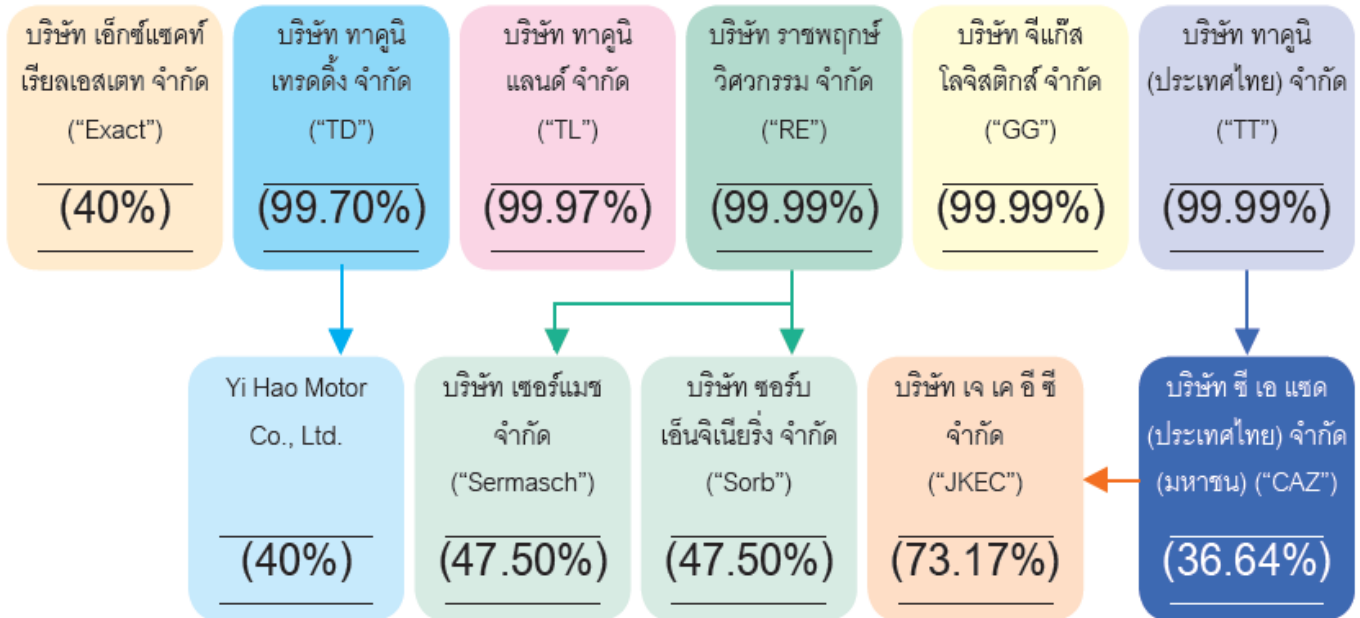 บริษัท เอ็กซ์แซคท์
เรียลเอสเตท จำกัด
(“Exact”)
(40%)
บริษัท ทาคูนิ
เทรดดิ้ง จำกัด
(“TD”)
(99.70%)
บริษัท ทาคูนิ
แลนด์ จำกัด
(“TL”)
(99.97%)
บริษัท ราชพฤกษ์
วิศวกรรม จำกัด
(“RE”)
(99.99%)
บริษัท จีแก๊ส
โลจิสติกส์ จำกัด
(“GG”)
(99.99%)
บริษัท ทาคูนิ
(ประเทศไทย) จำกัด
(“TT”)
(99.99%)
Yi Hao Motor
Co., Ltd.
(40%)
บริษัท เซอร์แมช
จำกัด
(“Sermasch”)
(47.50%)
บริษัท ซอร์บ
เอ็นจิเนียริ่ง จำกัด
(“Sorb”)
(47.50%)
บริษัท เจ เค อี ซี
จำกัด
(“JKEC”)
(73.17%)
บริษัท ซี เอ แซด
(ประเทศไทย) จำกัด
(มหาชน) (“CAZ”)
(36.64%)